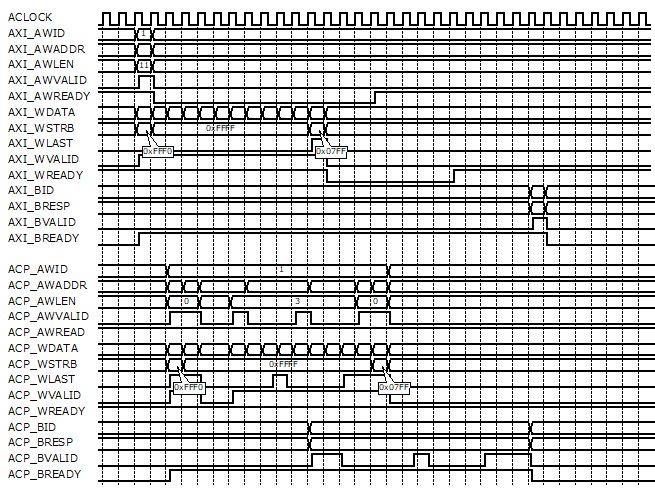 ACLOCK
AXI_AWID 1
AXI_AWADDR
AXI_AWLEN 11
AXI_AWVALID
AXI_AWREADY
AXI_WDATA
AXI_WSTRB 0xFFFF
AXI_WLAST
0xFFF0 0x07FF
AXI_WVALID
AXI_WREADY
AXI_BID
AXI_BRESP
AXI_BVALID
AXI_BREADY
ACP_AWID 1
ACP_AWADDR
ACP_AWLEN 0 3 0
ACP_AWVALID
ACP_AWREAD
ACP_WDATA
ACP_WSTRB 0xFFFF
ACP_WLAST
0xFFF0 0x07FF
ACP_WVALID
ACP_WREADY
ACP_BID
ACP_BRESP
ACP_BVALID
ACP_BREADY